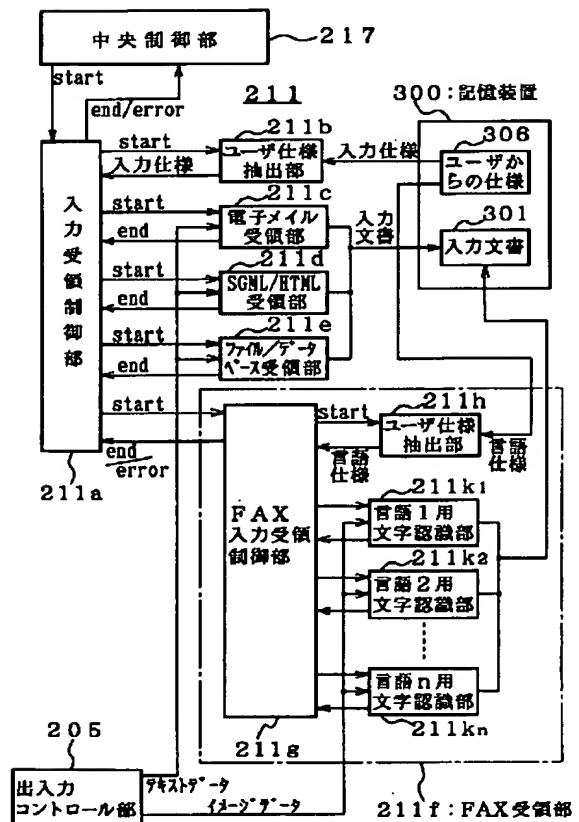 中央制御部
217
start
end/error
211
300：記憶装置
211b
start
ユーザ仕様
抽出部
入力仕様
入力仕様
306
ユーザか
らの仕様
211c
start
電子メイル
受領部
end
入力
文書
301
入力文書
入力受領制御部
211d
start
SGML/HTML
受領部
end
211e
start
ファイル/データ
ベース受領部
end
start
end/error
211a
start
211h
ユーザ仕様
抽出部
言語
仕様
言語
仕様
FAX
入力受領
制御部
211k1
言語1用
文字認識部
211k2
言語2用
文字認識部
言語n用
文字認識部
211kn
211g
205
出入力
コントロール部
テキストデータ
イメージデータ
211f：FAX受領部